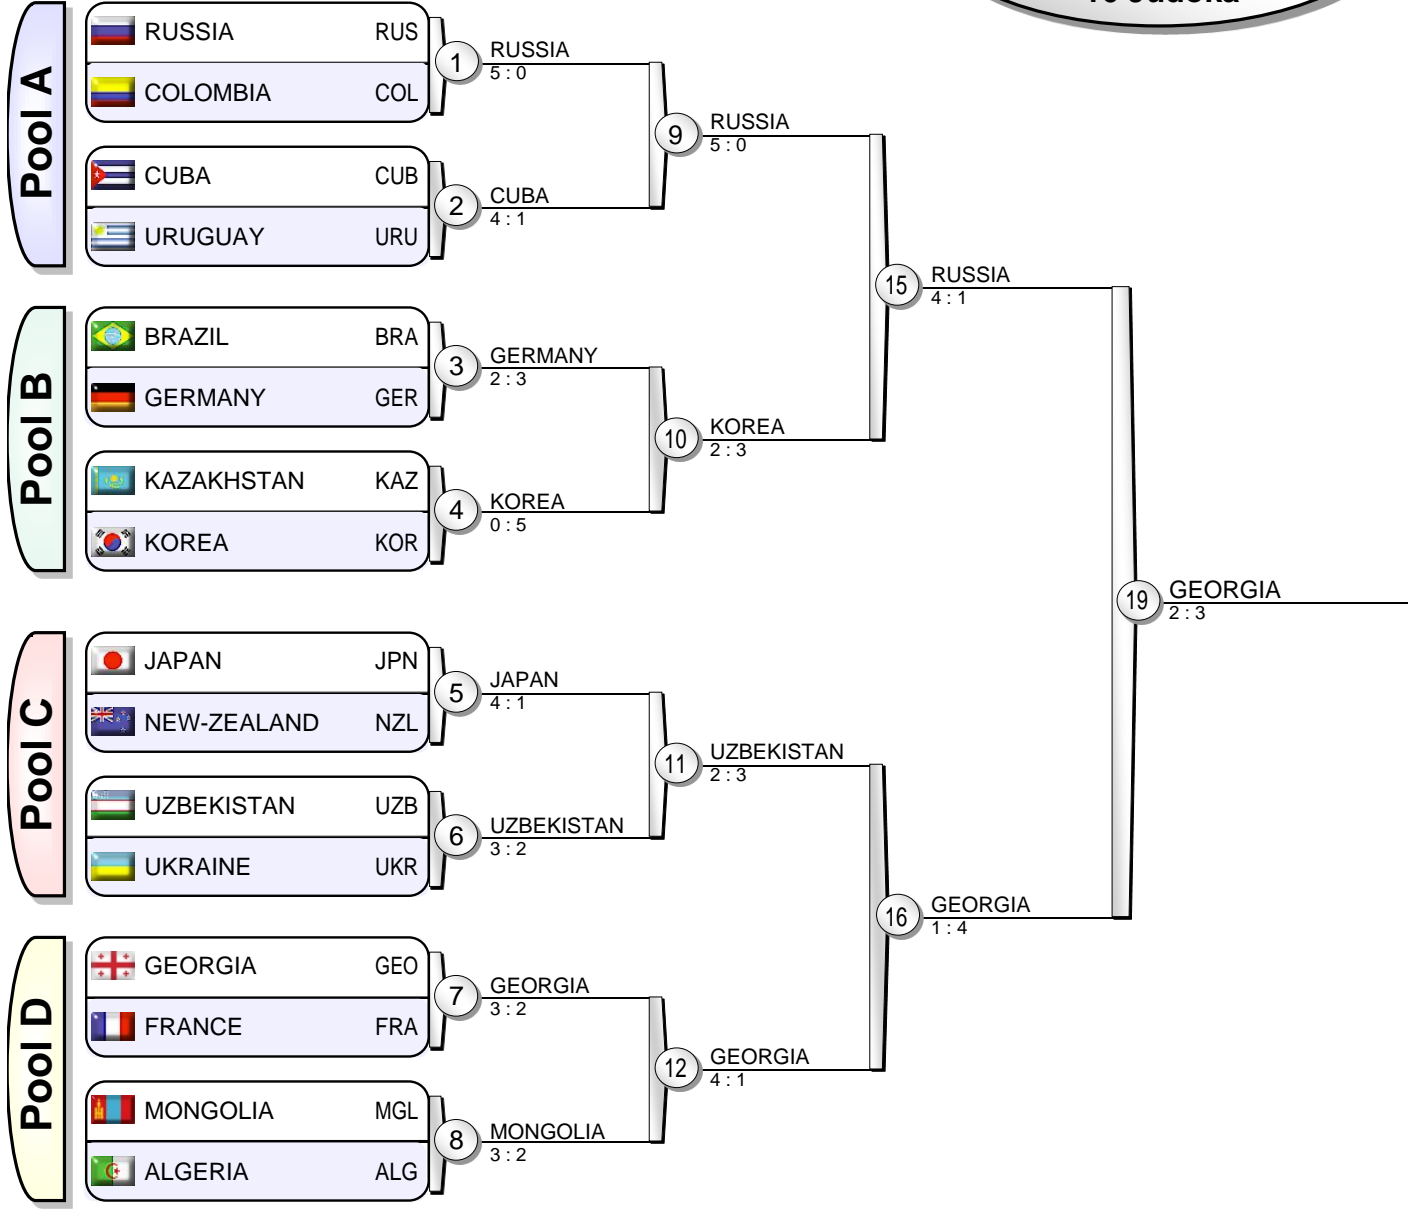 Judoka
Pool A
RUSSIA RUS
COLOMBIA COL
CUBA CUB
URUGUAY URU
Pool B
BRAZIL BRA
GERMANY GER
KAZAKHSTAN KAZ
KOREA KOR
Pool C
JAPAN JPN
NEW-ZEALAND NZL
UZBEKISTAN UZB
UKRAINE UKR
Pool D
GEORGIA GEO
FRANCE FRA
MONGOLIA MGL
ALGERIA ALG
1 RUSSIA
5 : 0
2 CUBA
4 : 1
3 GERMANY
2 : 3
4 KOREA
0 : 5
5 JAPAN
4 : 1
6 UZBEKISTAN
3 : 2
7 GEORGIA
3 : 2
8 MONGOLIA
3 : 2
9 RUSSIA
5 : 0
10 KOREA
2 : 3
11 UZBEKISTAN
2 : 3
12 GEORGIA
4 : 1
15 RUSSIA
4 : 1
16 GEORGIA
1 : 4
19 GEORGIA
2 : 3